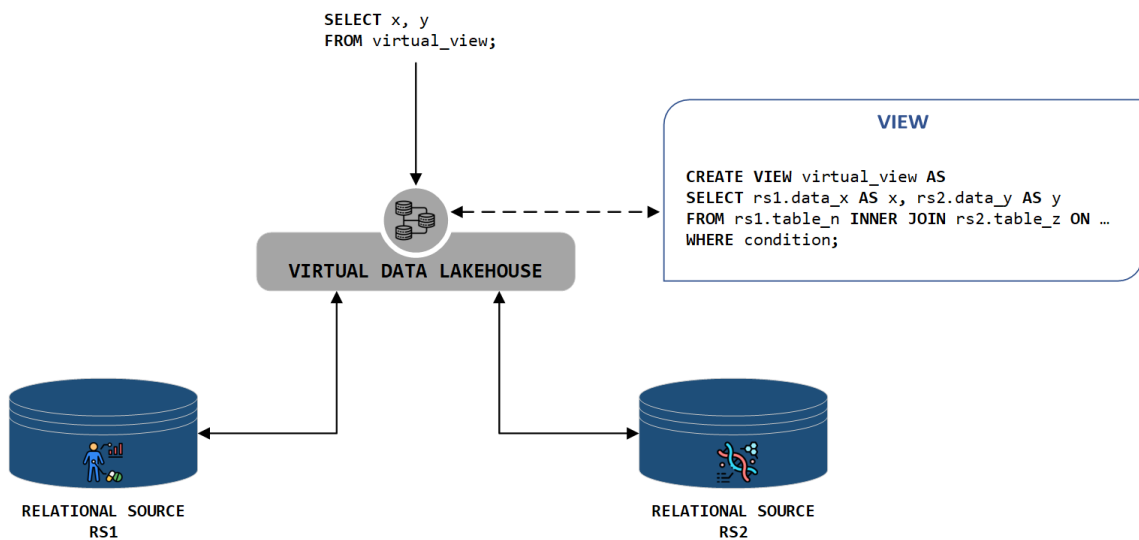 SELECT x, y
FROM virtual_view;
VIEW
CREATE VIEW virtual_view AS
SELECT rs1.data_x AS x, rs2.data_y AS y
FROM rs1.table_n INNER JOIN rs2.table_z ON …
WHERE condition;
VIRTUAL DATA LAKEHOUSE
RELATIONAL SOURCE
RS1
RELATIONAL SOURCE
RS2